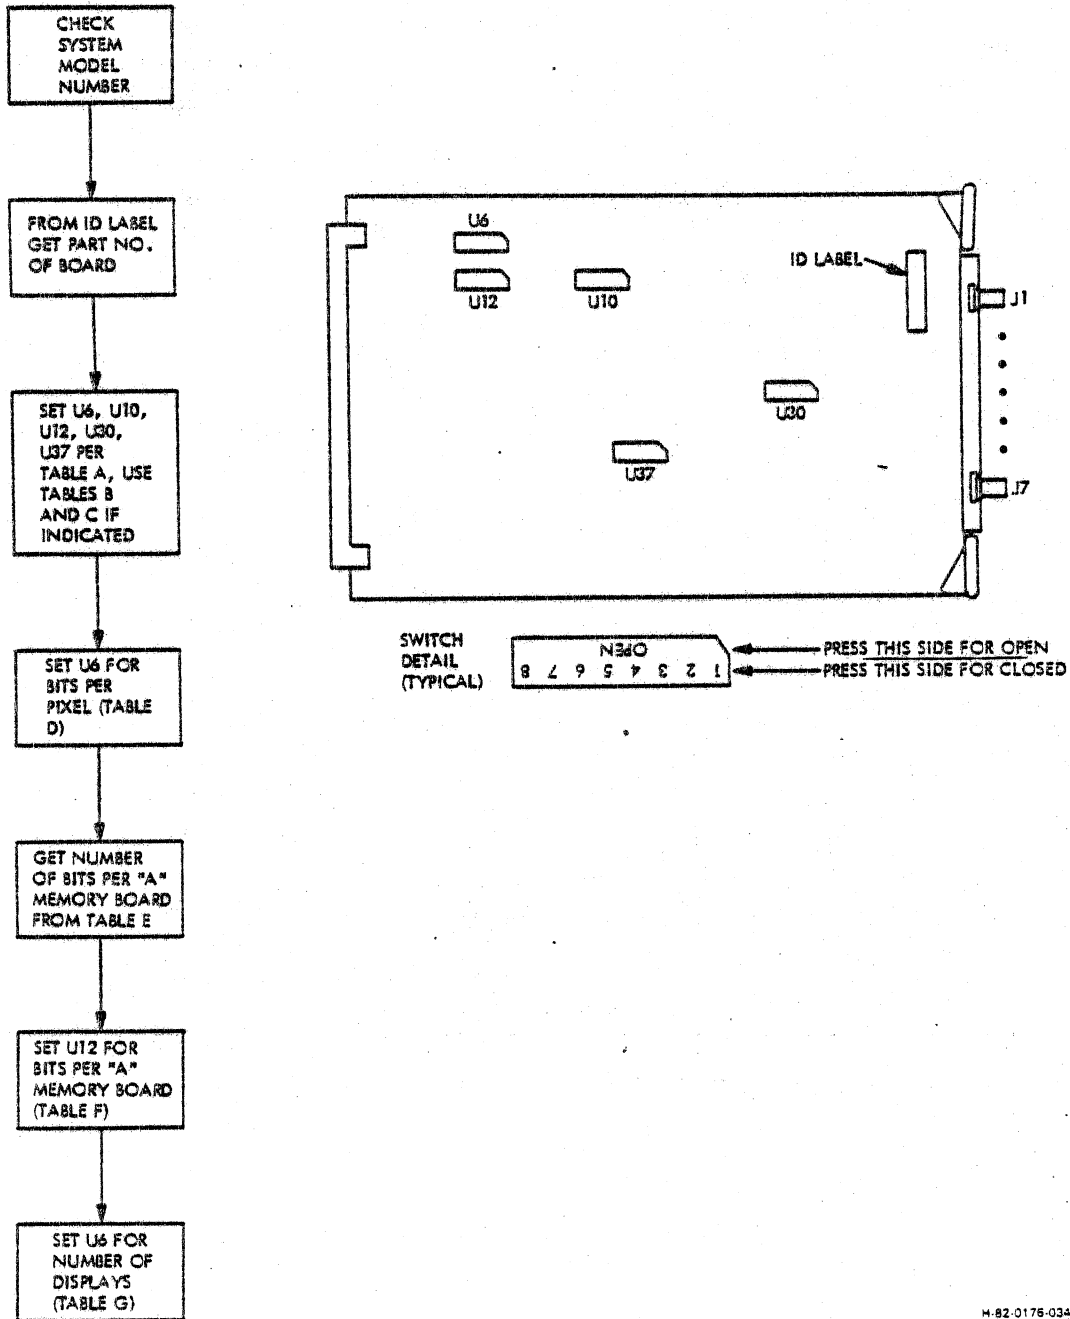 CHECK
SYSTEM
MODEL
NUMBER
FROM ID LABEL
GET PART NO.
OF BOARD
SET U6, U10,
U12, U30,
U37 PER
TABLE A, USE
TABLES B
AND C IF
INDICATED
SET U6 FOR
BITS PER
PIXEL (TABLE
D)
GET NUMBER
OF BITS PER "A"
MEMORY BOARD
FROM TABLE E
SET U12 FOR
BITS PER "A"
MEMORY BOARD
(TABLE F)
SET U6 FOR
NUMBER OF
DISPLAYS
(TABLE G)
U6
U12
U10
ID LABEL
J1
U30
U37
J7
SWITCH
DETAIL
(TYPICAL)
OPEN
8 7 6 5 4 3 2 1
PRESS THIS SIDE FOR OPEN
PRESS THIS SIDE FOR CLOSED
H-82-0176-034